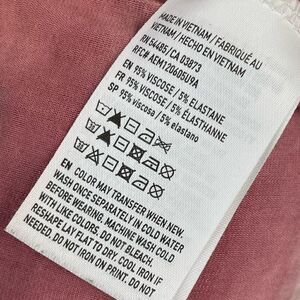 MADE IN VIETNAM / FABRIQUÉ AU
VIETNAM / HECHO EN VIETNAM
RN 54485/CA 03873
RFC# AEM120605U9A
EN 95% VISCOSE / 5% ELASTANE
FR 95% VISCOSE / 5% ÉLASTHANNE
SP 95% viscosa / 5% elastano
EN COLOR MAY TRANSFER WHEN NEW.
WASH ONCE SEPARATELY IN COLD WATER
BEFORE WEARING. MACHINE WASH COLD
WITH LIKE COLORS. DO NOT BLEACH.
RESHAPE LAY FLAT TO DRY, COOL IRON IF
NEEDED. DO NOT IRON ON PRINT. DO NOT